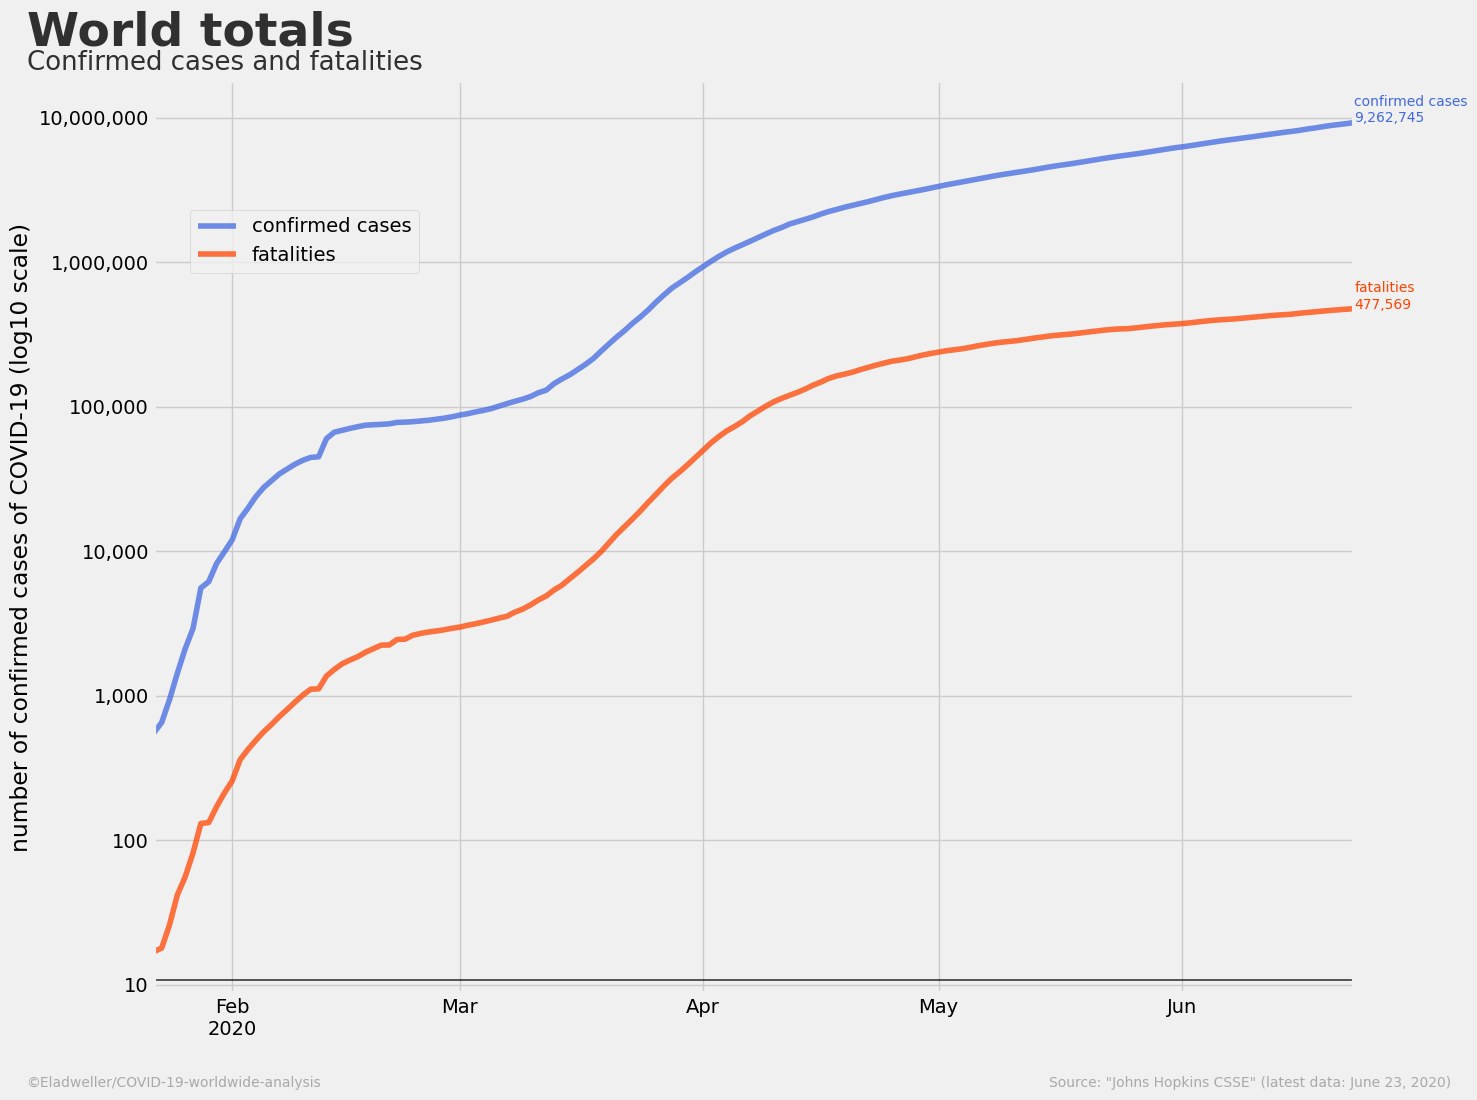 World totals
Confirmed cases and fatalities
number of confirmed cases of COVID-19 (log10 scale)
10,000,000
1,000,000
100,000
10,000
1,000
100
10
confirmed cases
fatalities
confirmed cases
9,262,745
fatalities
477,569
Feb
2020
Mar
Apr
May
Jun
©Eladweller/COVID-19-worldwide-analysis
Source: "Johns Hopkins CSSE" (latest data: June 23, 2020)